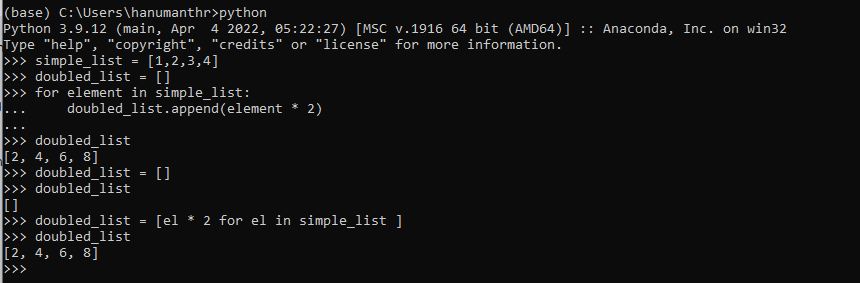 (base) C:\Users\hanumanthr>python
Python 3.9.12 (main, Apr  4 2022, 05:22:27) [MSC v.1916 64 bit (AMD64)] :: Anaconda, Inc. on win32
Type "help", "copyright", "credits" or "license" for more information.
>>> simple_list = [1,2,3,4]
>>> doubled_list = []
>>> for element in simple_list:
...     doubled_list.append(element * 2)
...
>>> doubled_list
[2, 4, 6, 8]
>>> doubled_list = []
>>> doubled_list
[]
>>> doubled_list = [el * 2 for el in simple_list ]
>>> doubled_list
[2, 4, 6, 8]
>>>